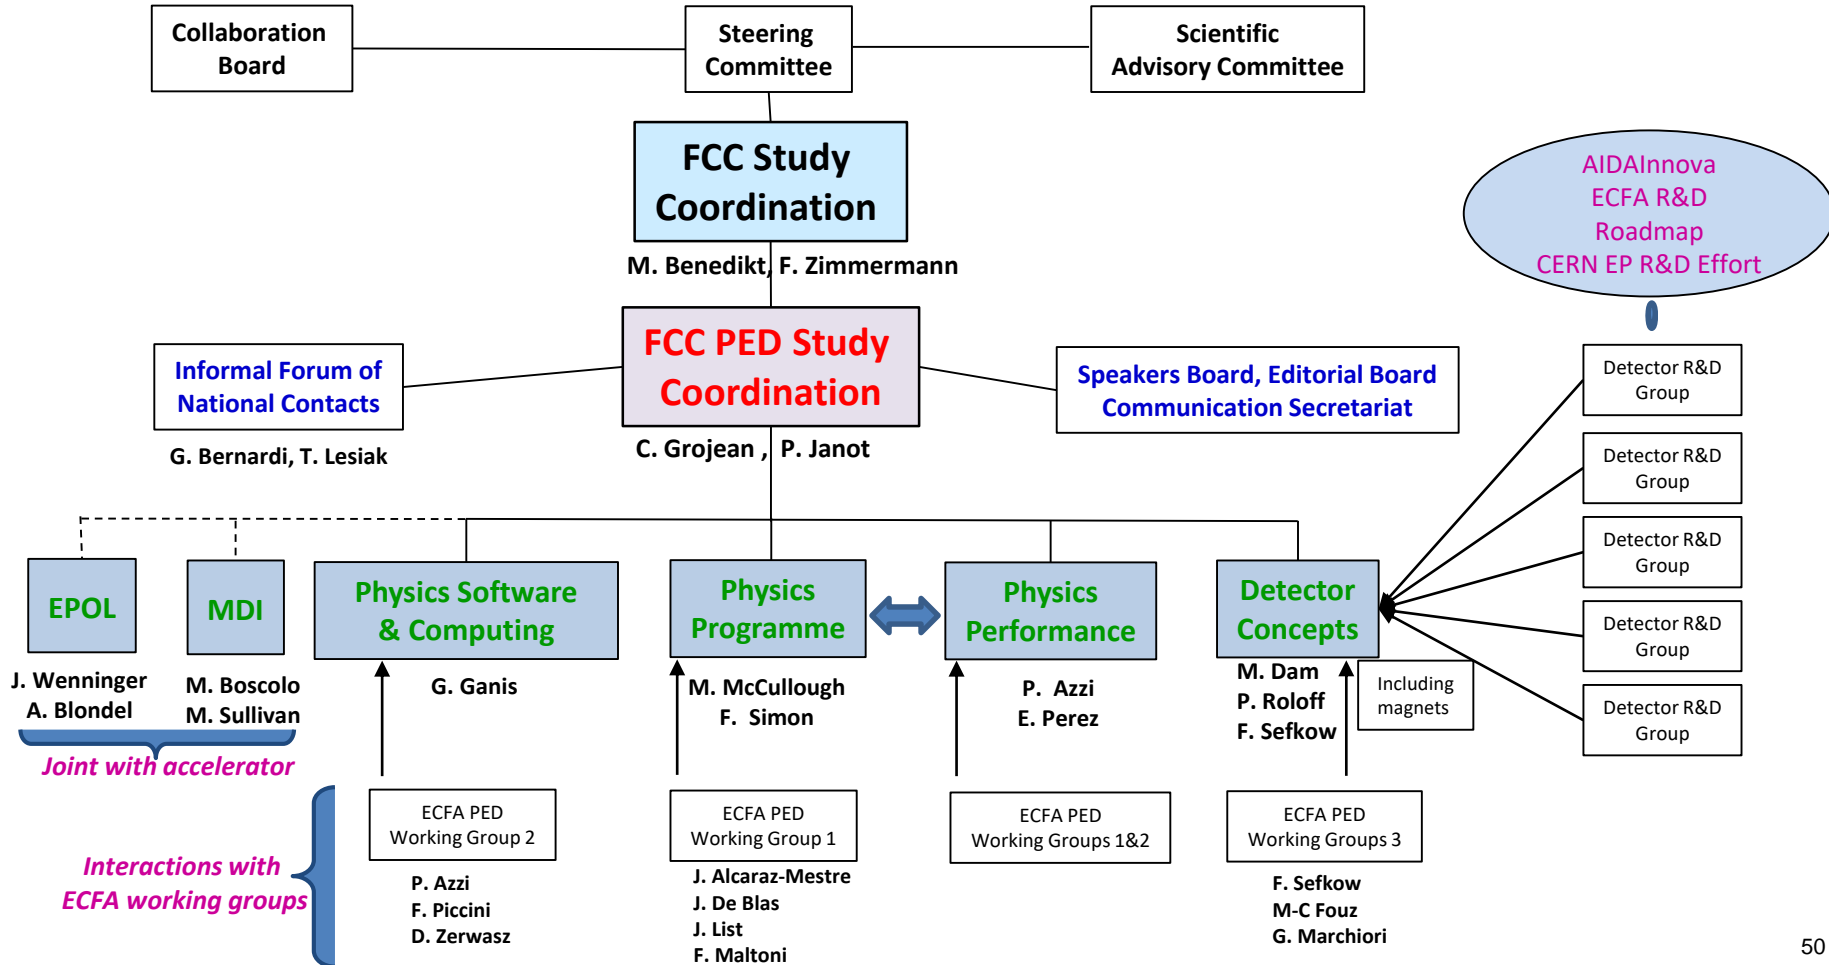 Collaboration
Board
Steering
Committee
Scientific
Advisory Committee
FCC Study
Coordination
M. Benedikt, F. Zimmermann
AIDAInnova
ECFA R&D
Roadmap
CERN EP R&D Effort
FCC PED Study
Coordination
C. Grojean , P. Janot
Informal Forum of
National Contacts
G. Bernardi, T. Lesiak
Speakers Board, Editorial Board
Communication Secretariat
Detector R&D
Group
Detector R&D
Group
Detector R&D
Group
Detector R&D
Group
Detector R&D
Group
EPOL
J. Wenninger
A. Blondel
MDI
M. Boscolo
M. Sullivan
Joint with accelerator
Physics Software
& Computing
G. Ganis
Physics
Programme
M. McCullough
F. Simon
Physics
Performance
P. Azzi
E. Perez
Detector
Concepts
M. Dam
P. Roloff
F. Sefkow
Including
magnets
Interactions with
ECFA working groups
ECFA PED
Working Group 2
P. Azzi
F. Piccini
D. Zerwasz
ECFA PED
Working Group 1
J. Alcaraz-Mestre
J. De Blas
J. List
F. Maltoni
ECFA PED
Working Groups 1&2
ECFA PED
Working Groups 3
F. Sefkow
M-C Fouz
G. Marchiori
50